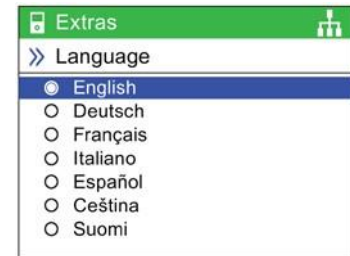 Extras
Language
English
Deutsch
Français
Italiano
Español
Ceština
Suomi